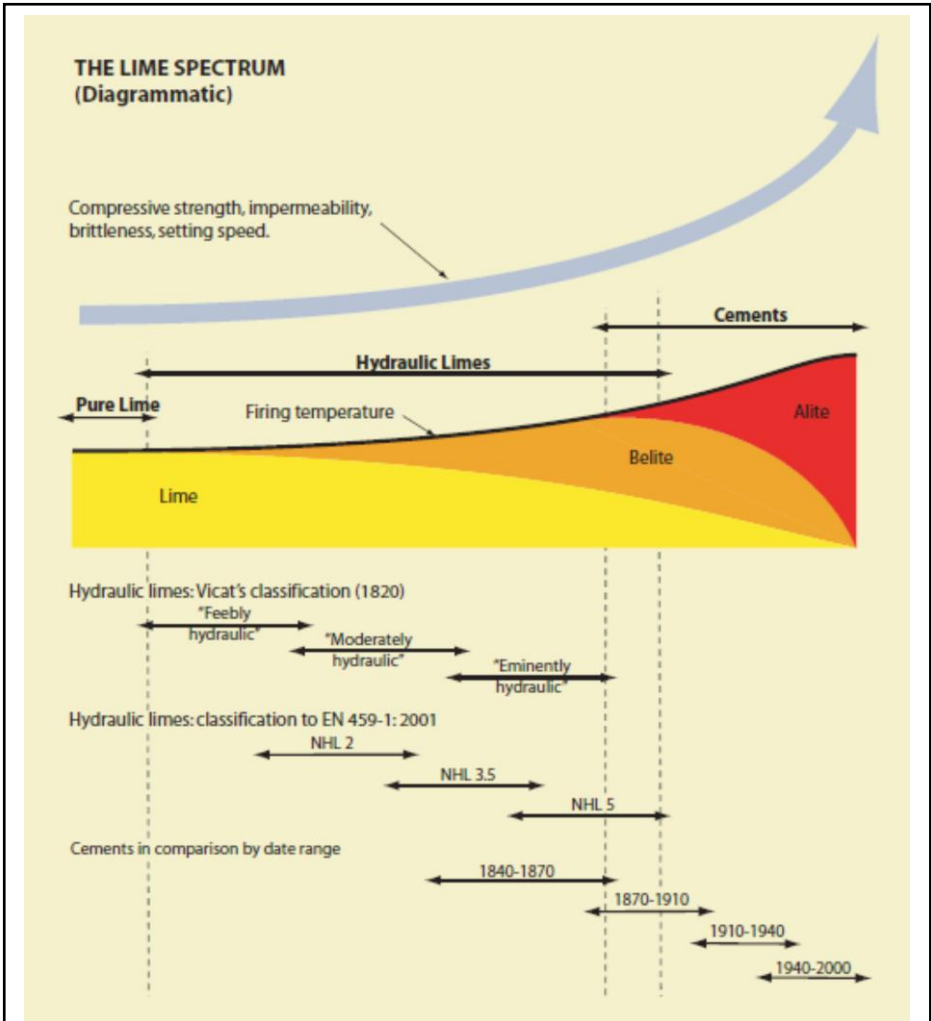 THE LIME SPECTRUM
(Diagrammatic)
Compressive strength, impermeability,
brittleness, setting speed.
Cements
Hydraulic Limes
Pure Lime
Firing temperature
Alite
Belite
Lime
Hydraulic limes: Vicat's classification (1820)
"Feebly
hydraulic"
"Moderately
hydraulic"
"Eminently
hydraulic"
Hydraulic limes: classification to EN 459-1: 2001
NHL 2
NHL 3.5
NHL 5
Cements in comparison by date range
1840-1870
1870-1910
1910-1940
1940-2000